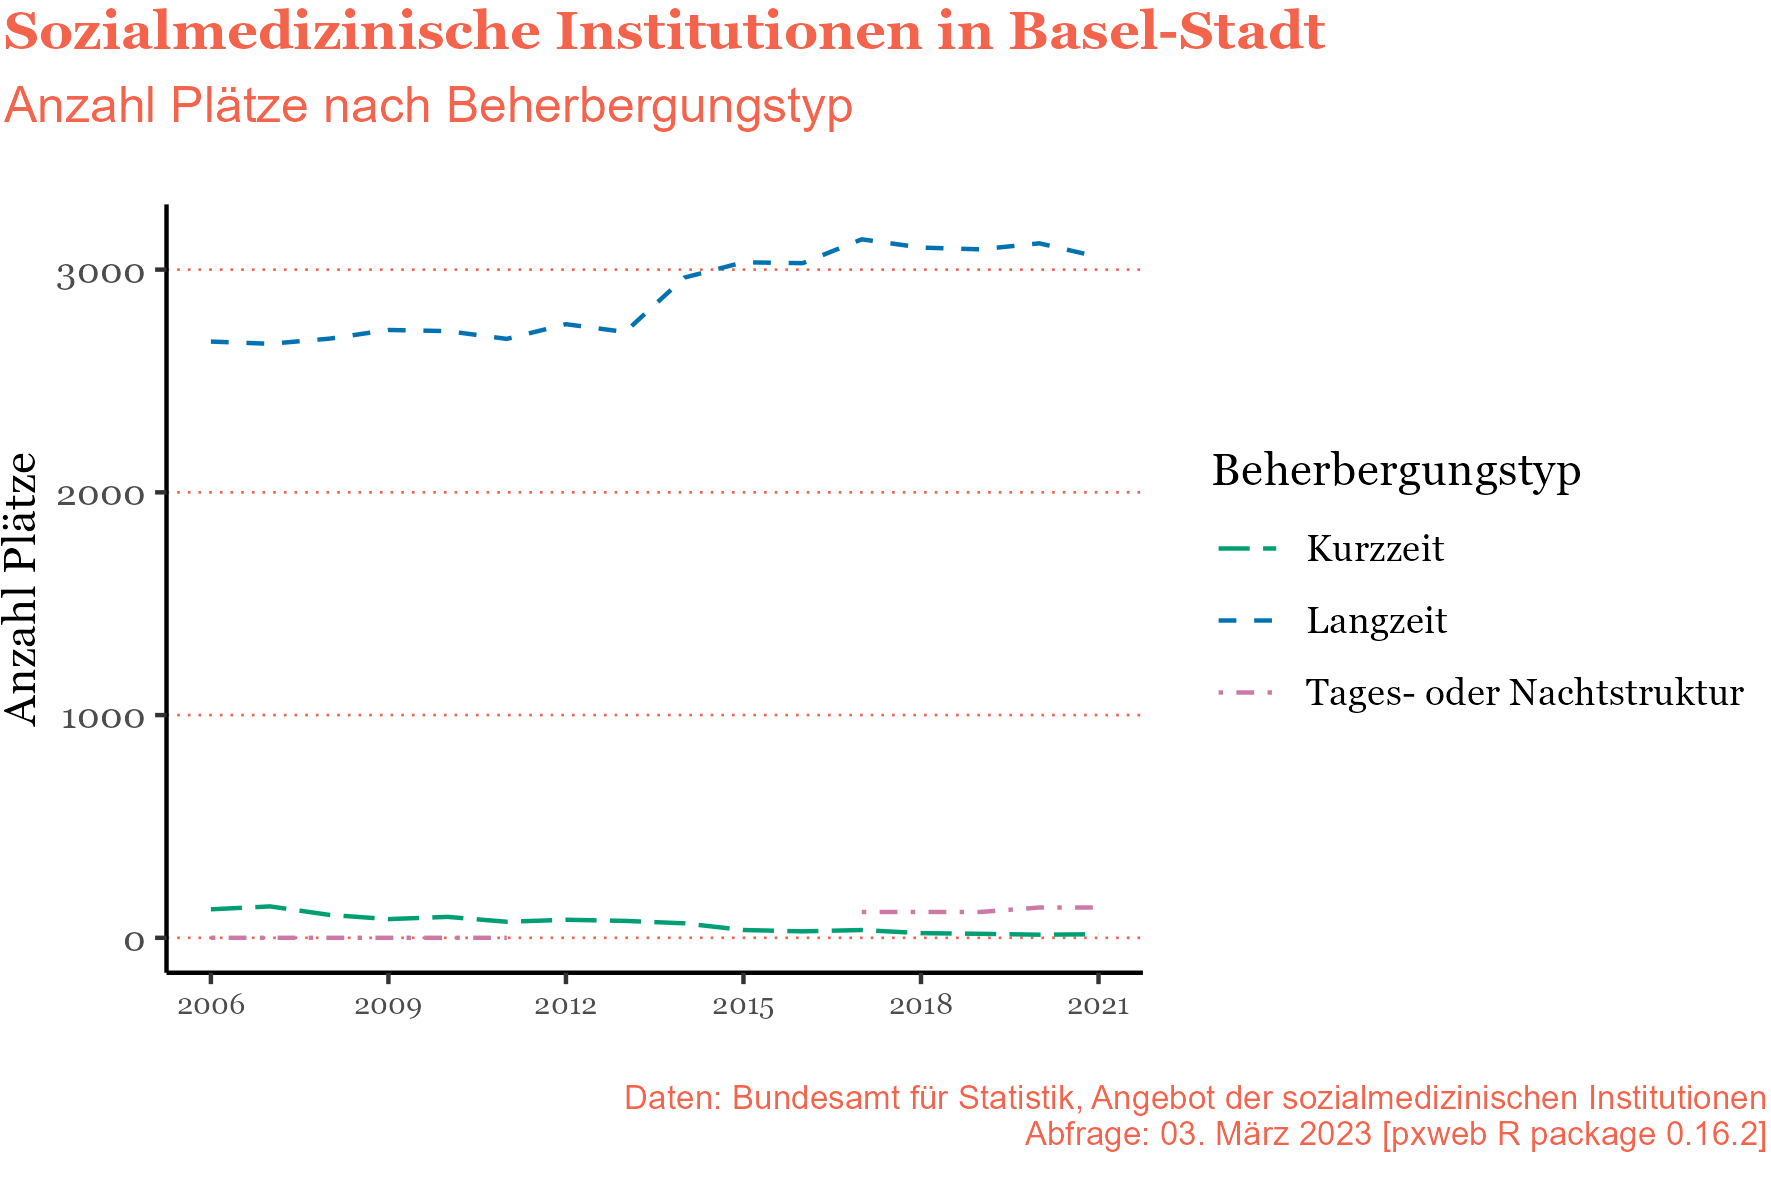 Sozialmedizinische Institutionen in Basel-Stadt
Anzahl Plätze nach Beherbergungstyp
Anzahl Plätze
3000
2000
1000
0
2006 2009 2012 2015 2018 2021
Beherbergungstyp
Kurzzeit
Langzeit
Tages- oder Nachtstruktur
Daten: Bundesamt für Statistik, Angebot der sozialmedizinischen Institutionen
Abfrage: 03. März 2023 [pxweb R package 0.16.2]